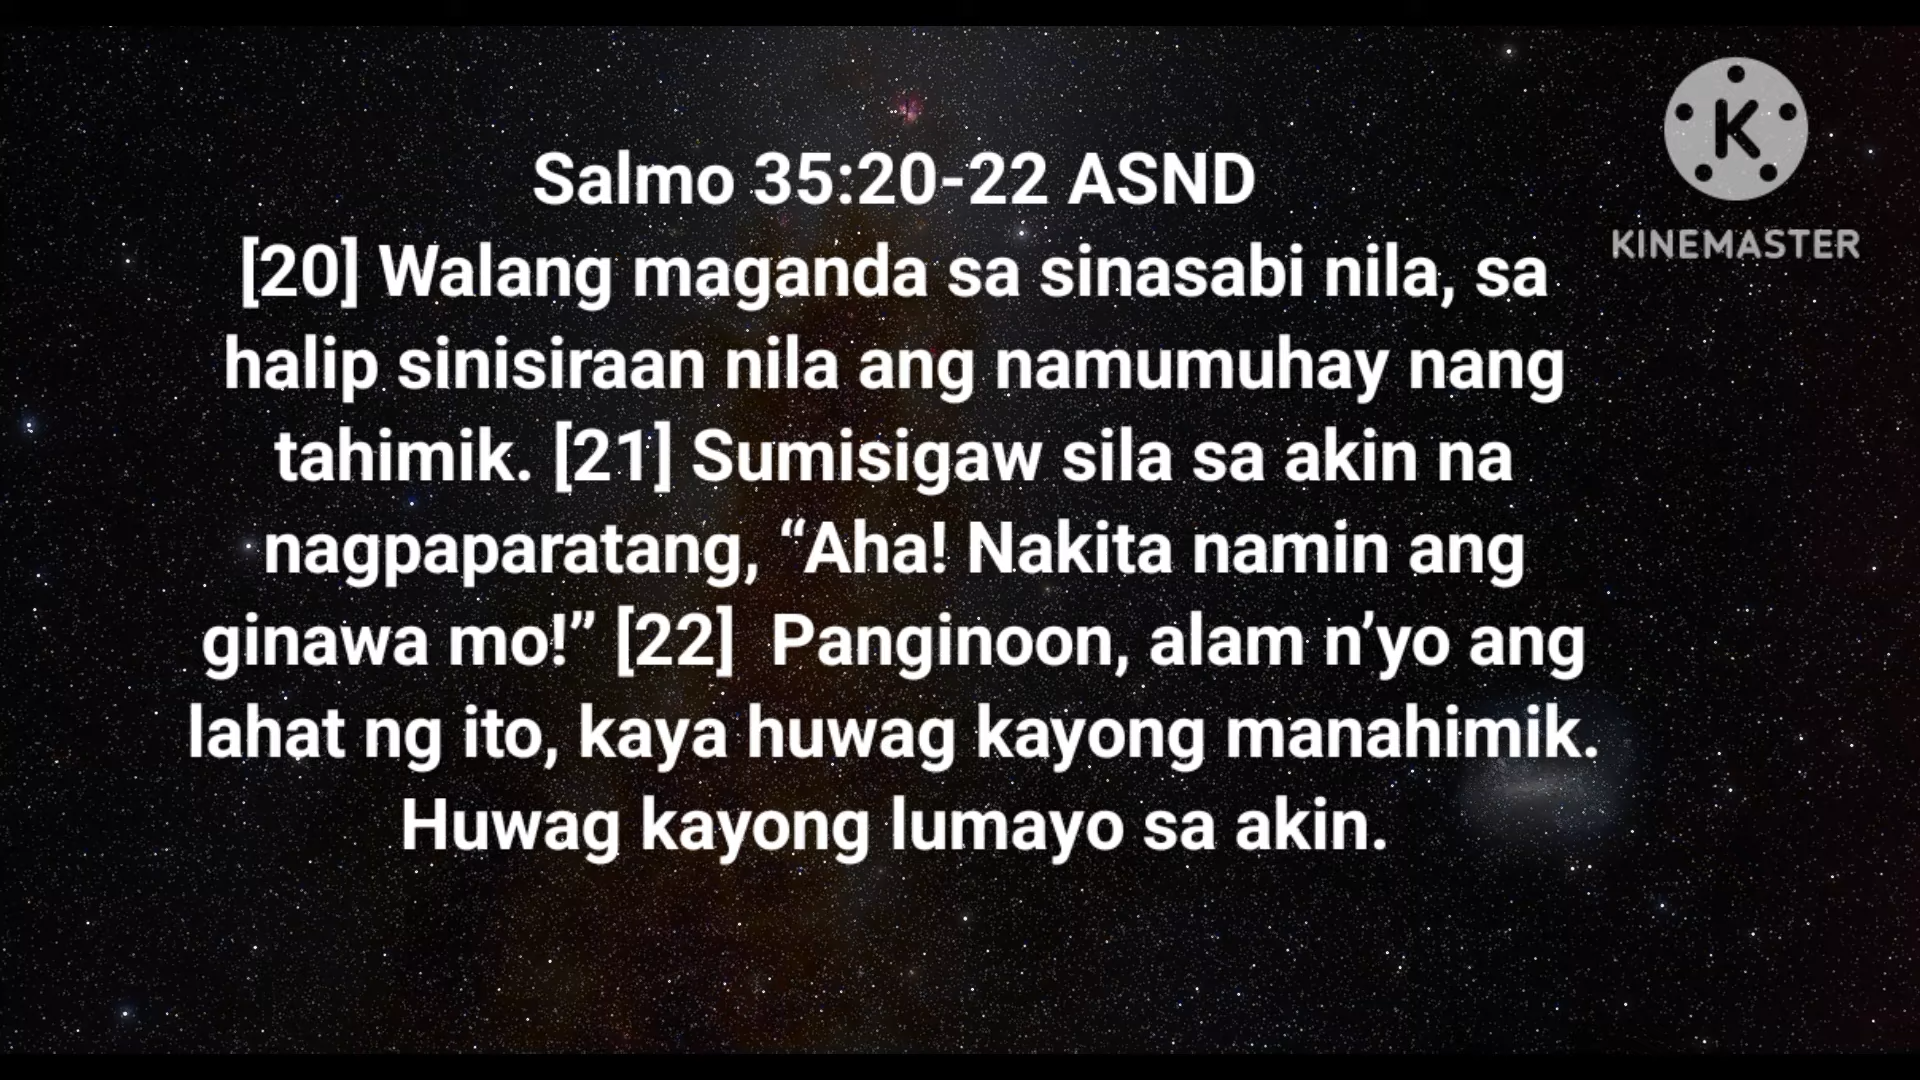 Salmo 35:20-22 ASND
[20] Walang maganda sa sinasabi nila, sa
halip sinisiraan nila ang namumuhay nang
tahimik. [21] Sumisigaw sila sa akin na
nagpaparatang, “Aha! Nakita namin ang
ginawa mo!” [22]  Panginoon, alam n’yo ang
lahat ng ito, kaya huwag kayong manahimik.
Huwag kayong lumayo sa akin.
K
KINEMASTER